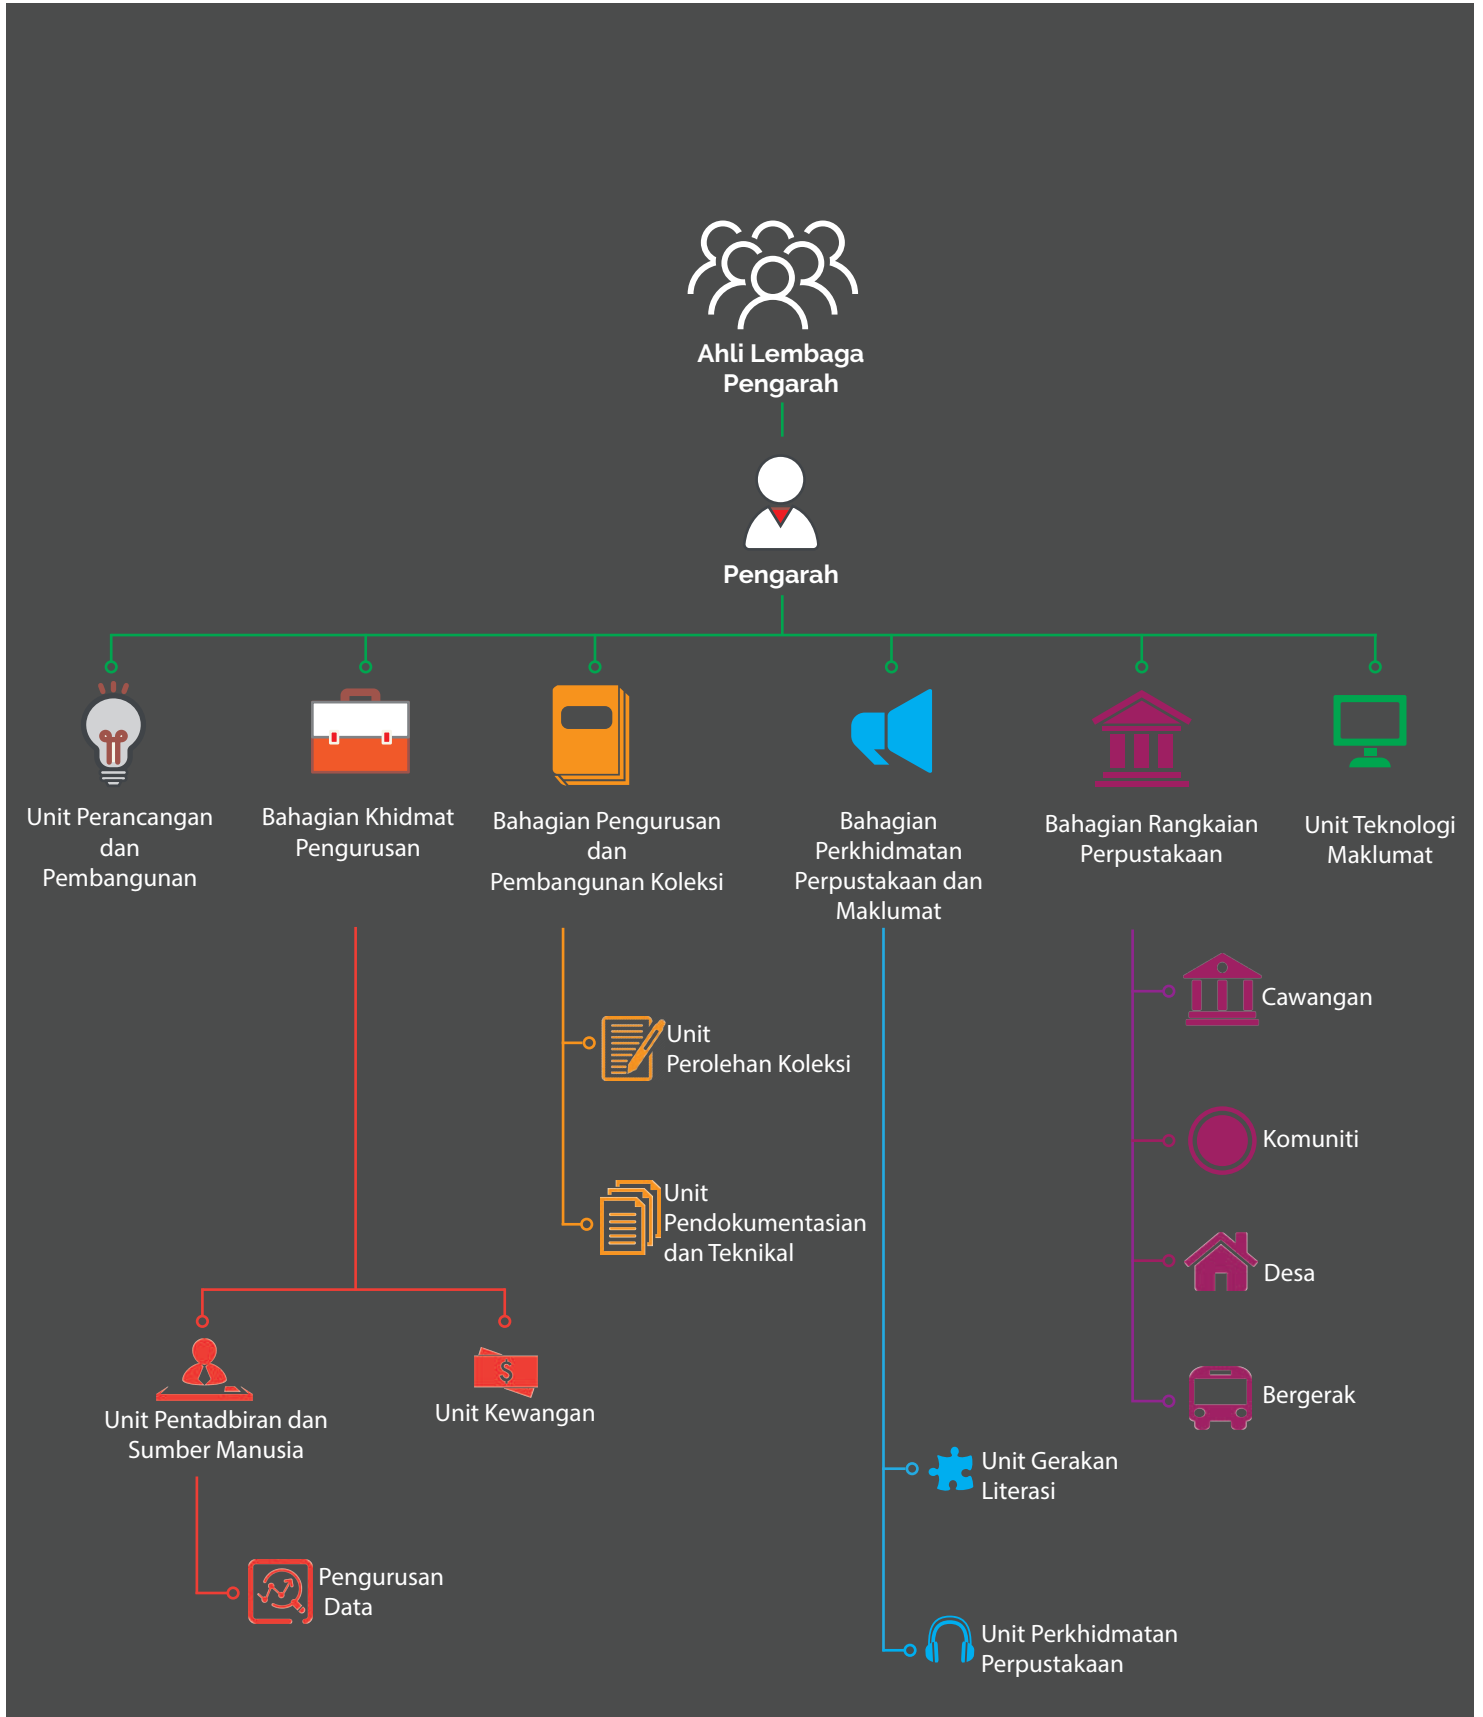 Ahli Lembaga
Pengarah
Pengarah
Unit Perancangan
dan
Pembangunan
Bahagian Khidmat
Pengurusan
Bahagian Pengurusan
dan
Pembangunan Koleksi
Bahagian
Perkhidmatan
Perpustakaan dan
Maklumat
Bahagian Rangkaian
Perpustakaan
Unit Teknologi
Maklumat
Unit
Perolehan Koleksi
Unit
Pendokumentasian
dan Teknikal
Cawangan
Komuniti
Desa
Bergerak
$
Unit Pentadbiran dan
Sumber Manusia
Unit Kewangan
Pengurusan
Data
Unit Gerakan
Literasi
Unit Perkhidmatan
Perpustakaan